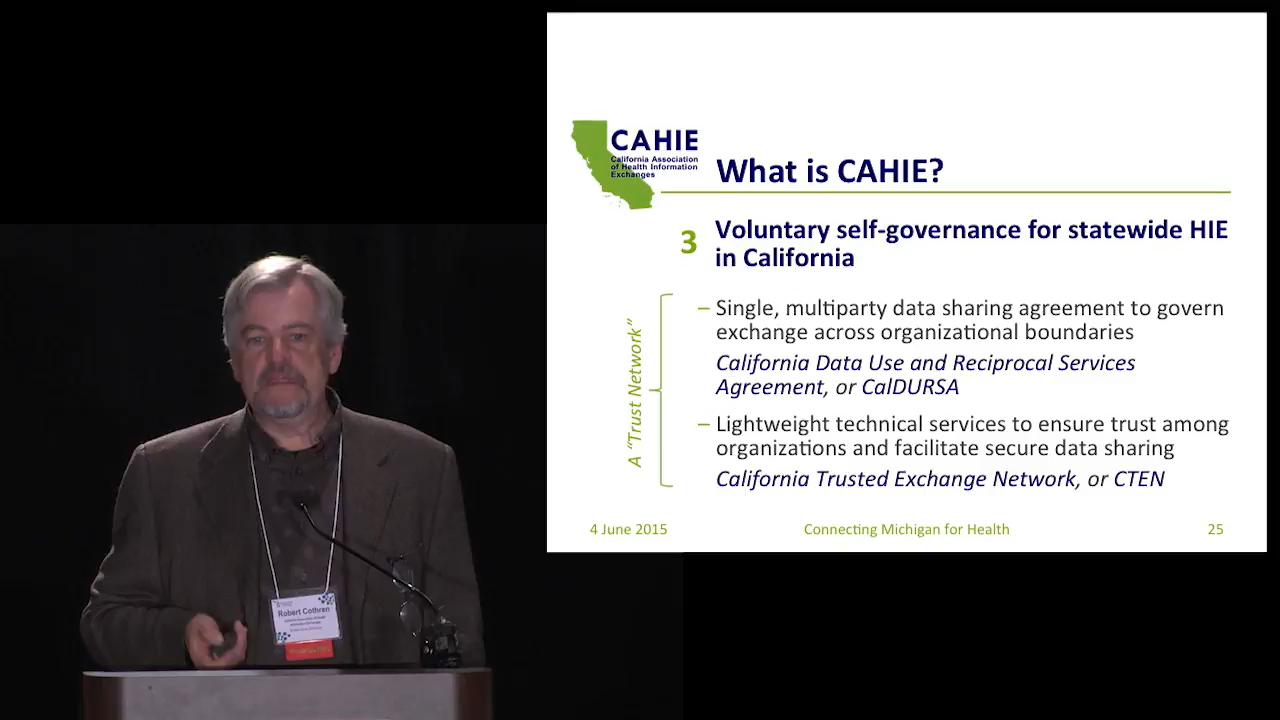 CAHIE
California Association
of Health Information
Exchanges
What is CAHIE?
3
Voluntary self-governance for statewide HIE
in California
A “Trust Network”
– Single, multiparty data sharing agreement to govern
exchange across organizational boundaries
California Data Use and Reciprocal Services
Agreement, or CalDURSA
– Lightweight technical services to ensure trust among
organizations and facilitate secure data sharing
California Trusted Exchange Network, or CTEN
4 June 2015
Connecting Michigan for Health
25
Robert Cothren